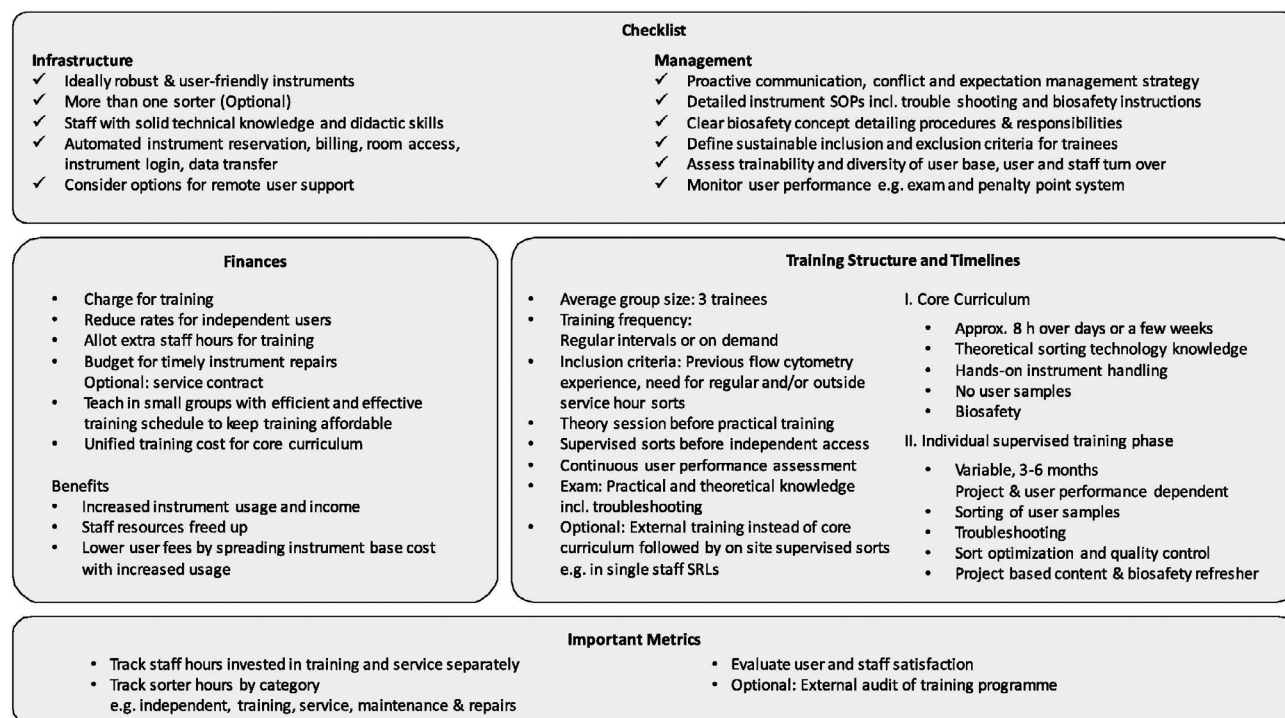 Checklist
Infrastructure
✓ Ideally robust & user-friendly instruments
✓ More than one sorter (Optional)
✓ Staff with solid technical knowledge and didactic skills
✓ Automated instrument reservation, billing, room access,
instrument login, data transfer
✓ Consider options for remote user support
Management
✓ Proactive communication, conflict and expectation management strategy
✓ Detailed instrument SOPs incl. trouble shooting and biosafety instructions
✓ Clear biosafety concept detailing procedures & responsibilities
✓ Define sustainable inclusion and exclusion criteria for trainees
✓ Assess trainability and diversity of user base, user and staff turn over
✓ Monitor user performance e.g. exam and penalty point system
Finances
• Charge for training
• Reduce rates for independent users
• Allot extra staff hours for training
• Budget for timely instrument repairs
Optional: service contract
• Teach in small groups with efficient and effective
training schedule to keep training affordable
• Unified training cost for core curriculum
Benefits
• Increased instrument usage and income
• Staff resources freed up
• Lower user fees by spreading instrument base cost
with increased usage
Training Structure and Timelines
• Average group size: 3 trainees
• Training frequency:
Regular intervals or on demand
• Inclusion criteria: Previous flow cytometry
experience, need for regular and/or outside
service hour sorts
• Theory session before practical training
• Supervised sorts before independent access
• Continuous user performance assessment
• Exam: Practical and theoretical knowledge
incl. troubleshooting
• Optional: External training instead of core
curriculum followed by on site supervised sorts
e.g. in single staff SRLs
I. Core Curriculum
• Approx. 8 h over days or a few weeks
• Theoretical sorting technology knowledge
• Hands-on instrument handling
• No user samples
• Biosafety
II. Individual supervised training phase
• Variable, 3-6 months
Project & user performance dependent
• Sorting of user samples
• Troubleshooting
• Sort optimization and quality control
• Project based content & biosafety refresher
Important Metrics
• Track staff hours invested in training and service separately
• Track sorter hours by category
e.g. independent, training, service, maintenance & repairs
• Evaluate user and staff satisfaction
• Optional: External audit of training programme